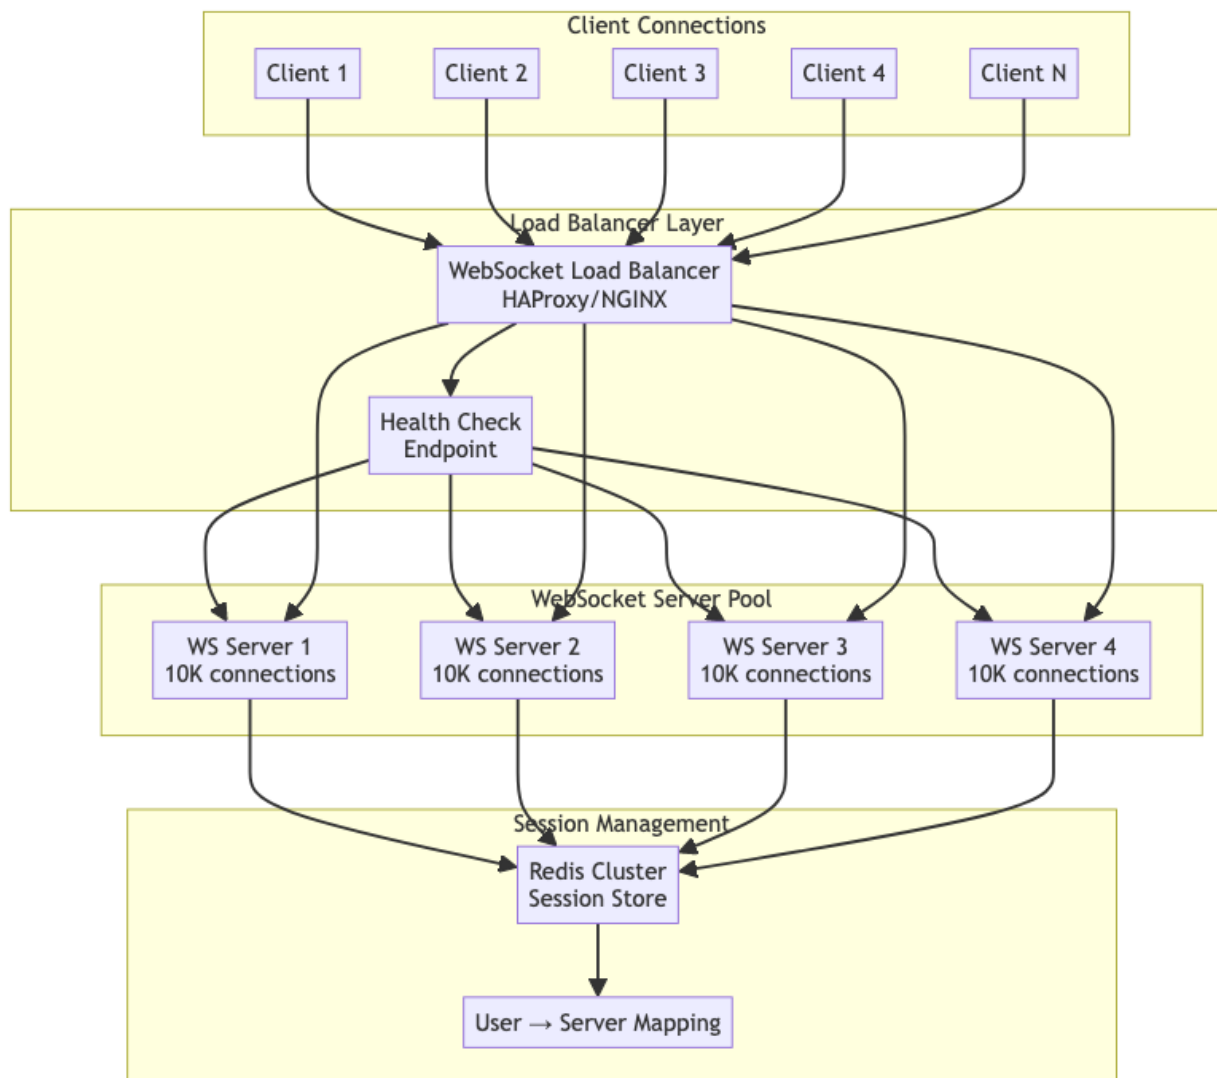 Client Connections
Client 1
Client 2
Client 3
Client 4
Client N
Load Balancer Layer
WebSocket Load Balancer
HAProxy/NGINX
Health Check
Endpoint
WebSocket Server Pool
WS Server 1
10K connections
WS Server 2
10K connections
WS Server 3
10K connections
WS Server 4
10K connections
Session Management
Redis Cluster
Session Store
User → Server Mapping